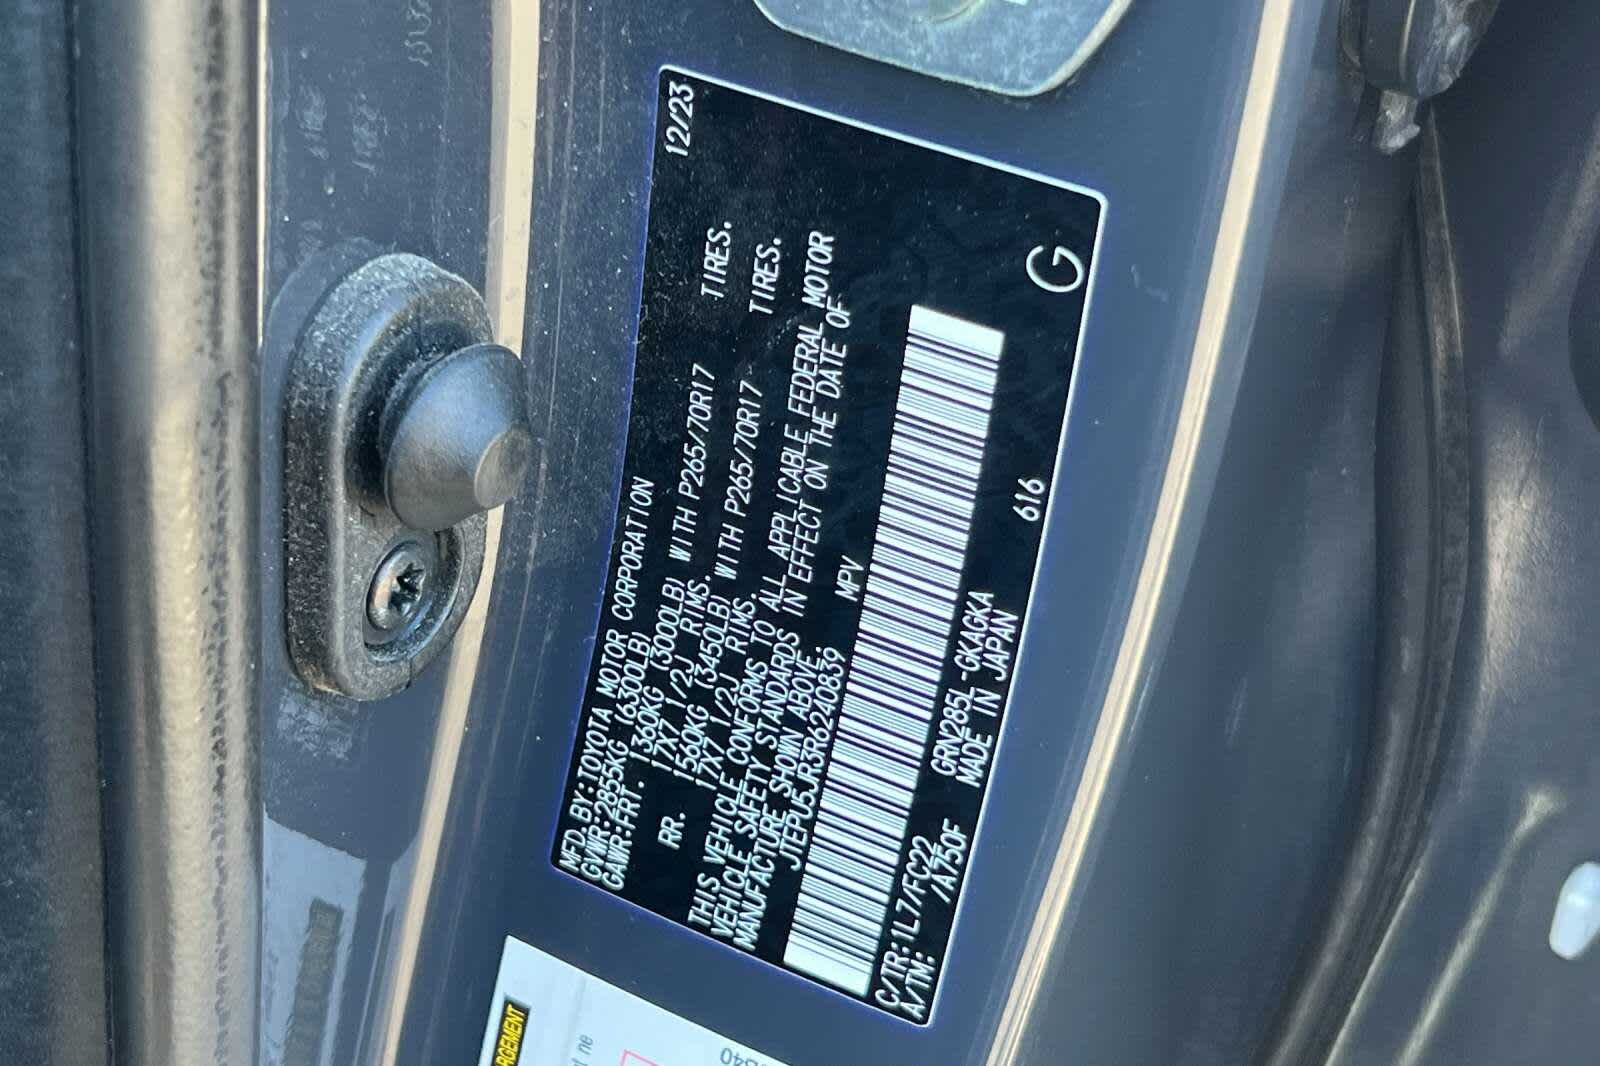 12/23
MFD. BY: TOYOTA MOTOR CORPORATION
GVWR: 2855KG (6300LB)
GAWR: FRT. 1360KG (3000LB) WITH P265/70R17 TIRES.
17X7 1/2J RIMS.
RR. 1560KG (3450LB) WITH P265/70R17 TIRES.
17X7 1/2J RIMS.
THIS VEHICLE CONFORMS TO ALL APPLICABLE FEDERAL MOTOR
VEHICLE SAFETY STANDARDS IN EFFECT ON THE DATE OF
MANUFACTURE SHOWN ABOVE.
JTEPU5JR3R6240839 MPV
C/TR: 1L7/FC22 GRN285L-GKAGKA 616
A/TM: /A750F MADE IN JAPAN
G